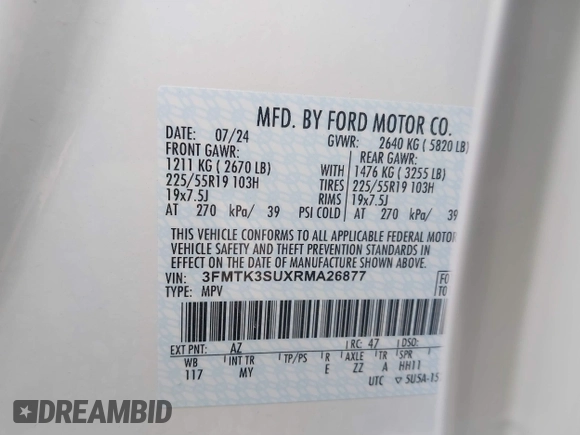 MFD. BY FORD MOTOR CO.
DATE: 07/24 GVWR: 2640 KG ( 5820 LB)
FRONT GAWR: REAR GAWR:
1211 KG ( 2670 LB) WITH 1476 KG ( 3255 LB)
225/55R19 103H TIRES 225/55R19 103H
19x7.5J RIMS 19x7.5J
AT 270 kPa/ 39 PSI COLD AT 270 kPa/ 39
THIS VEHICLE CONFORMS TO ALL APPLICABLE FEDERAL MOTOR
VEHICLE SAFETY AND THEFT PREVENTION STANDARDS IN
EFFECT ON THE DATE OF MANUFACTURE SHOWN ABOVE.
VIN: 3FMTK3SUXRMA26877
TYPE: MPV
EXT PNT: AZ RC: 47 DSO:
WB INT TR TP/PS R AXLE TR SPR
117 MY E ZZ A HH11
UTC ▽ 5U5A-15
DREAMBID